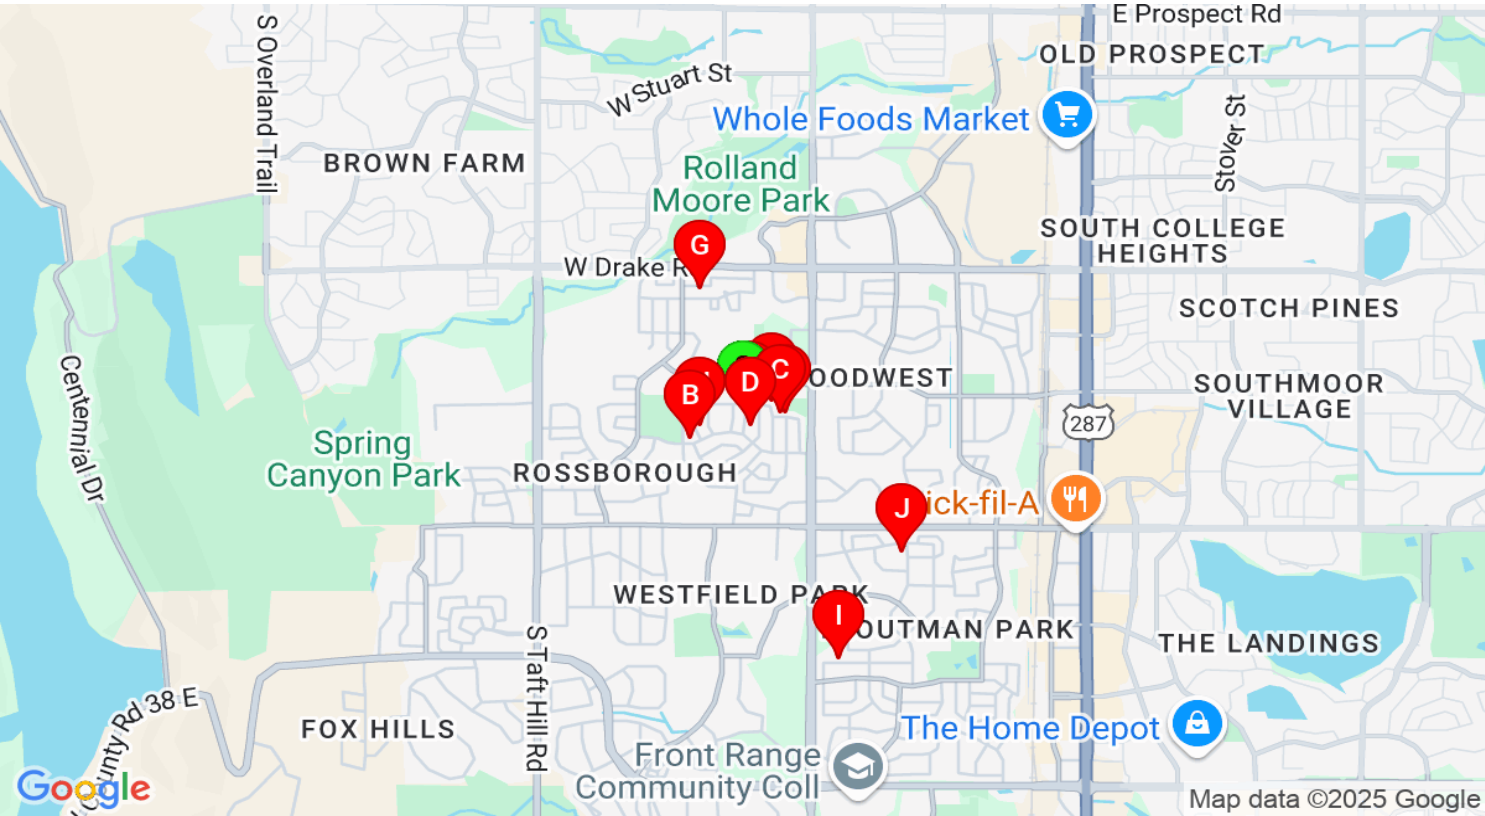 E Prospect Rd
OLD PROSPECT
S Overland Trail
W Stuart St
Whole Foods Market
Stover St
BROWN FARM
Rolland
Moore Park
SOUTH COLLEGE
HEIGHTS
G
W Drake R
SCOTCH PINES
Centennial Dr
C
D
B
OODWEST
SOUTHMOOR
VILLAGE
287
Spring
Canyon Park
ROSSBOROUGH
J
ick-fil-A
WESTFIELD PARK
I
OUTMAN PARK
THE LANDINGS
S Taft Hill Rd
County Rd 38 E
FOX HILLS
The Home Depot
Front Range
Community Coll
Google
Map data ©2025 Google